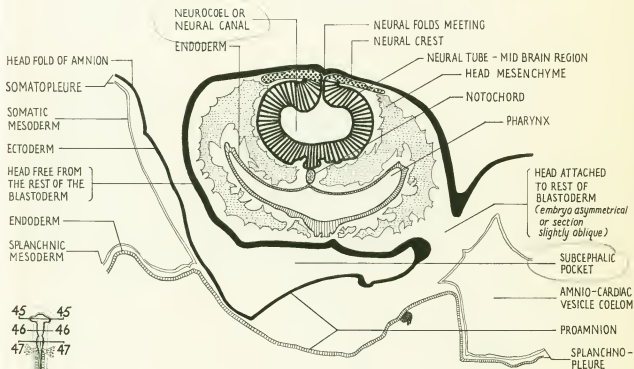 NEUROCOEL OR
NEURAL CANAL
ENDODERM
HEAD FOLD OF AMNION
SOMATOPLEURE
SOMATIC
MESODERM
ECTODERM
HEAD FREE FROM
THE REST OF THE
BLASTODERM
ENDODERM
SPLANCHNIC
MESODERM
45 45
46 46
47 47
NEURAL FOLDS MEETING
NEURAL CREST
NEURAL TUBE - MID BRAIN REGION
HEAD MESENCHYME
NOTOCHORD
PHARYNX
HEAD ATTACHED
TO REST OF
BLASTODERM
(embryo asymmetrical
or section
slightly oblique)
SUBCEPHALIC
POCKET
AMNIO-CARDIAC
VESICLE COELOM
PROAMNION
SPLANCHNO-
PLEURE